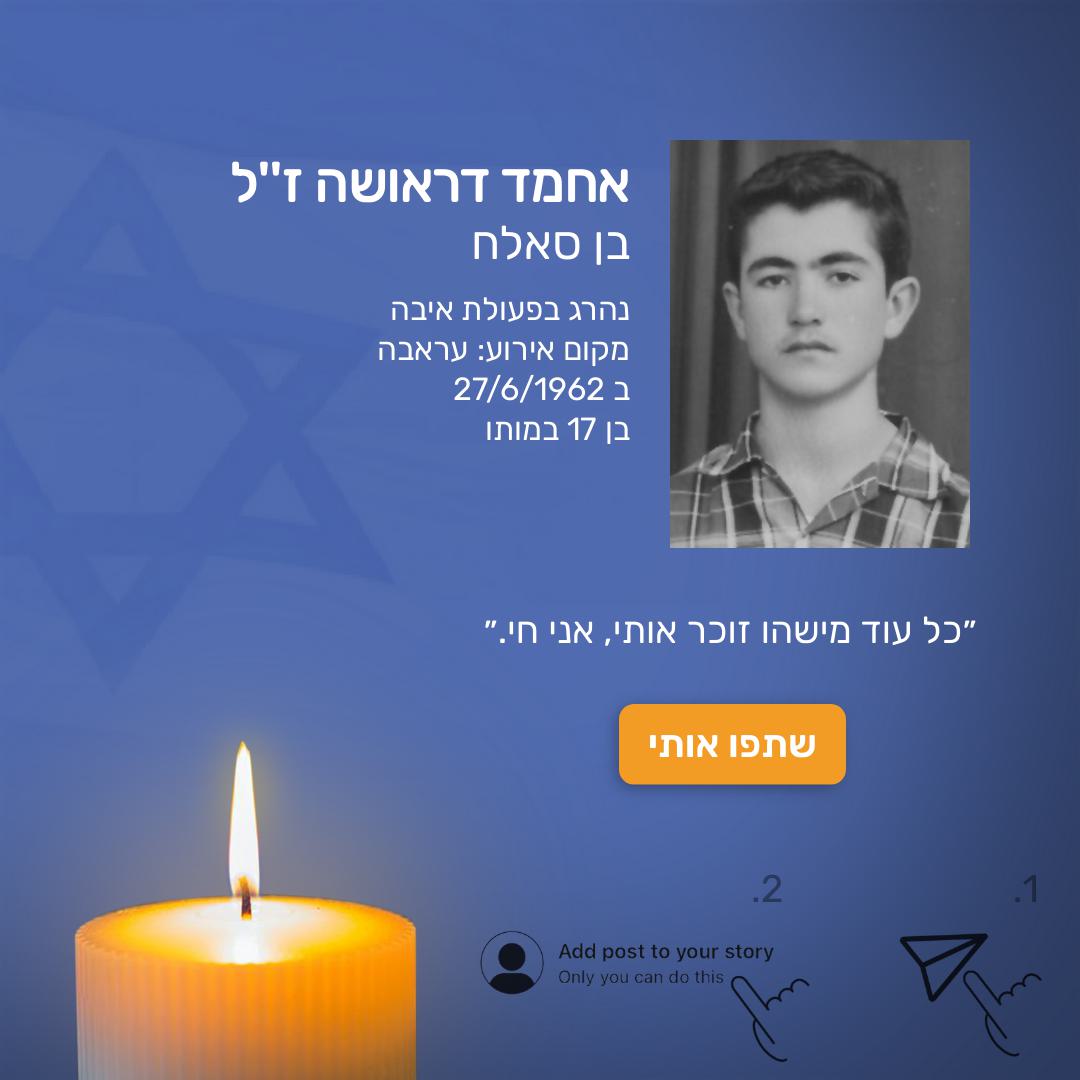 אחמד דראושה ז"ל
בן סאלח
נהרג בפעולת איבה
מקום אירוע: עראבה
ב 27/6/1962
בן 17 במותו
״כל עוד מישהו זוכר אותי, אני חי.״
שתפו אותי
1.
2.
Add post to your story
Only you can do this